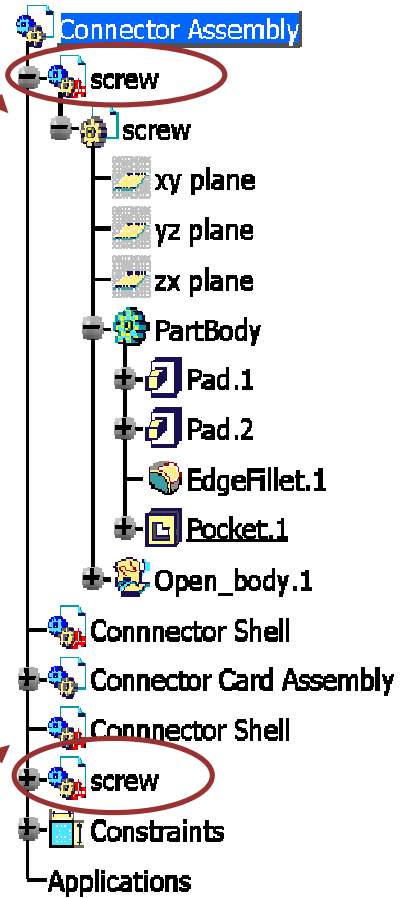 Connector Assembly
screw
screw
xy plane
yz plane
zx plane
PartBody
Pad.1
Pad.2
EdgeFillet.1
Pocket.1
Open_body.1
Connnector Shell
Connector Card Assembly
Connnector Shell
screw
Constraints
Applications